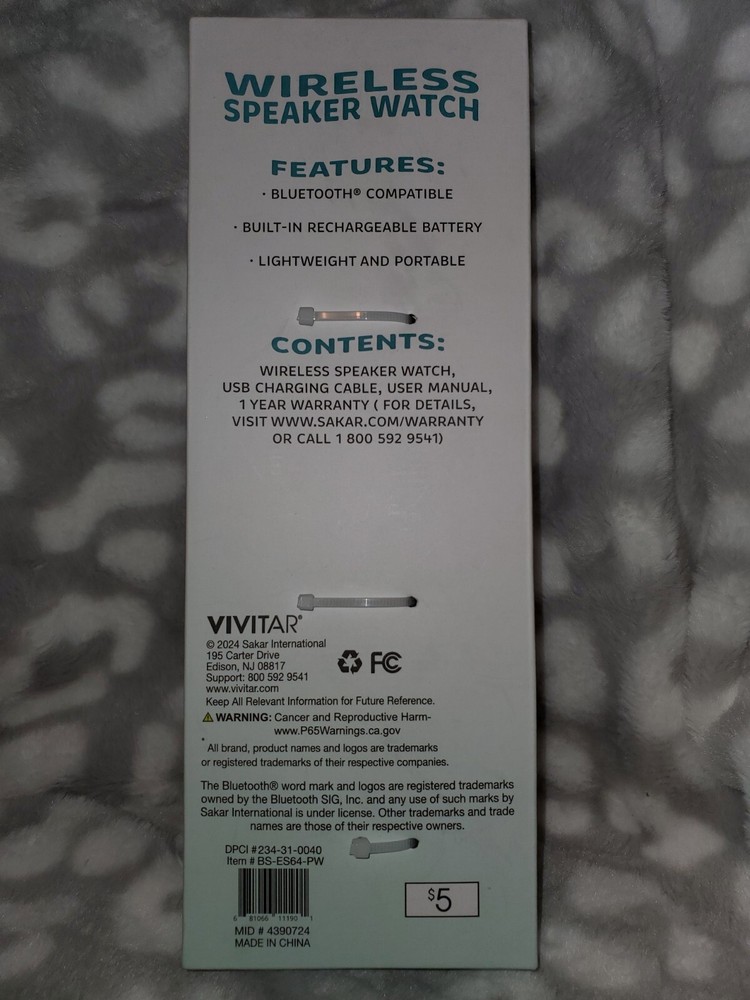 WIRELESS
SPEAKER WATCH
FEATURES:
· BLUETOOTH® COMPATIBLE
· BUILT-IN RECHARGEABLE BATTERY
· LIGHTWEIGHT AND PORTABLE
CONTENTS:
WIRELESS SPEAKER WATCH,
USB CHARGING CABLE, USER MANUAL,
1 YEAR WARRANTY ( FOR DETAILS,
VISIT WWW.SAKAR.COM/WARRANTY
OR CALL 1 800 592 9541)
VIVITAR®
© 2024 Sakar International
195 Carter Drive
Edison, NJ 08817
Support: 800 592 9541
www.vivitar.com
FC
Keep All Relevant Information for Future Reference.
WARNING: Cancer and Reproductive Harm-
www.P65Warnings.ca.gov
* All brand, product names and logos are trademarks
or registered trademarks of their respective companies.
The Bluetooth® word mark and logos are registered trademarks
owned by the Bluetooth SIG, Inc. and any use of such marks by
Sakar International is under license. Other trademarks and trade
names are those of their respective owners.
DPCI #234-31-0040
Item # BS-ES64-PW
6 81066 11190 1
MID # 4390724
MADE IN CHINA
$5